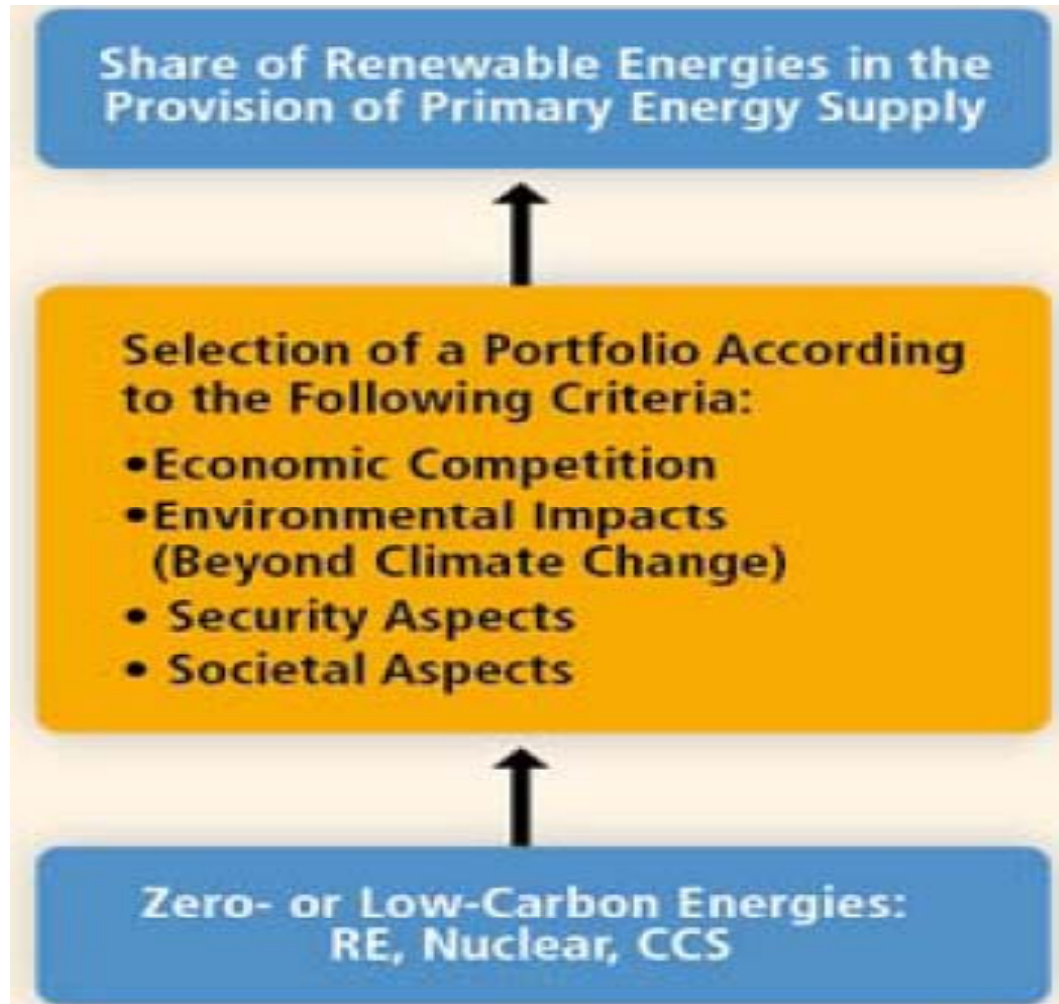 Share of Renewable Energies in the
Provision of Primary Energy Supply
Selection of a Portfolio According
to the Following Criteria:
•Economic Competition
•Environmental Impacts
(Beyond Climate Change)
• Security Aspects
• Societal Aspects
Zero- or Low-Carbon Energies:
RE, Nuclear, CCS